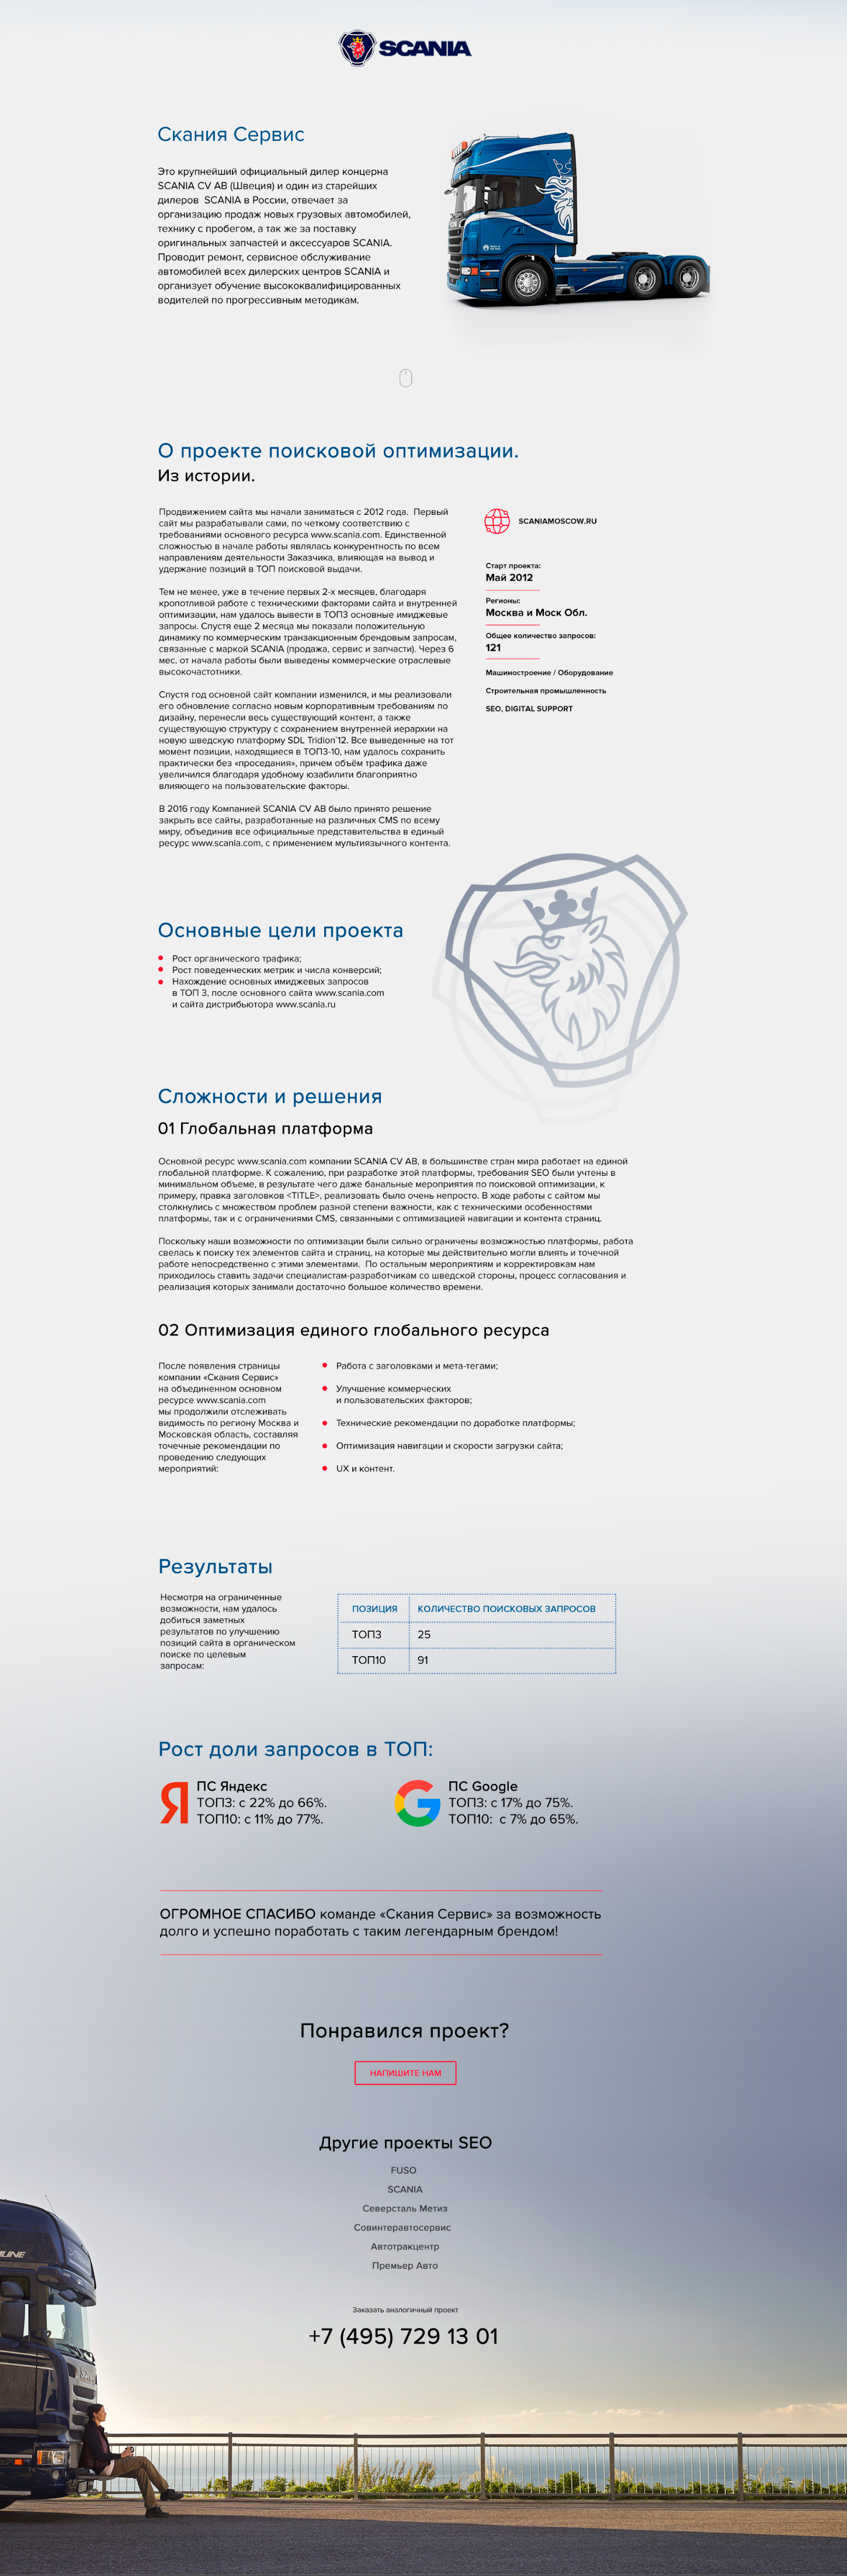 SCANIA
Скания Сервис
Это крупнейший официальный дилер концерна
SCANIA CV AB (Швеция) и один из старейших
дилеров SCANIA в России, отвечает за
организацию продаж новых грузовых автомобилей,
технику с пробегом, а так же за поставку
оригинальных запчастей и аксессуаров SCANIA.
Проводит ремонт, сервисное обслуживание
автомобилей всех дилерских центров SCANIA и
организует обучение высококвалифицированных
водителей по прогрессивным методикам.
О проекте поисковой оптимизации.
Из истории.
Продвижением сайта мы начали заниматься с 2012 года. Первый
сайт мы разрабатывали сами, по четкому соответствию с
требованиями основного ресурса www.scania.com. Единственной
сложностью в начале работы являлась конкурентность по всем
направлениям деятельности Заказчика, влияющая на вывод и
удержание позиций в ТОП поисковой выдачи.
Тем не менее, уже в течение первых 2-х месяцев, благодаря
кропотливой работе с техническими факторами сайта и внутренней
оптимизации, нам удалось вывести в ТОП3 основные имиджевые
запросы. Спустя еще 2 месяца мы показали положительную
динамику по коммерческим транзакционным брендовым запросам,
связанные с маркой SCANIA (продажа, сервис и запчасти). Через 6
мес. от начала работы были выведены коммерческие отраслевые
высокочастотники.
Спустя год основной сайт компании изменился, и мы реализовали
его обновление согласно новым корпоративным требованиям по
дизайну, перенесли весь существующий контент, а также
существующую структуру с сохранением внутренней иерархии на
новую шведскую платформу SDL Tridion`12. Все выведенные на тот
момент позиции, находящиеся в ТОП3-10, нам удалось сохранить
практически без «проседания», причем объём трафика даже
увеличился благодаря удобному юзабилити благоприятно
влияющего на пользовательские факторы.
В 2016 году Компанией SCANIA CV AB было принято решение
закрыть все сайты, разработанные на различных CMS по всему
миру, объединив все официальные представительства в единый
ресурс www.scania.com, с применением мультиязычного контента.
SCANIAMOSCOW.RU
Старт проекта:
Май 2012
Регионы:
Москва и Моск Обл.
Общее количество запросов:
121
Машиностроение / Оборудование
Строительная промышленность
SEO, DIGITAL SUPPORT
Основные цели проекта
Рост органического трафика;
Рост поведенческих метрик и числа конверсий;
Нахождение основных имиджевых запросов
в ТОП 3, после основного сайта www.scania.com
и сайта дистрибьютора www.scania.ru
Сложности и решения
01 Глобальная платформа
Основной ресурс www.scania.com компании SCANIA CV AB, в большинстве стран мира работает на единой
глобальной платформе. К сожалению, при разработке этой платформы, требования SEO были учтены в
минимальном объеме, в результате чего даже банальные мероприятия по поисковой оптимизации, к
примеру, правка заголовков <TITLE>, реализовать было очень непросто. В ходе работы с сайтом мы
столкнулись с множеством проблем разной степени важности, как с техническими особенностями
платформы, так и с ограничениями CMS, связанными с оптимизацией навигации и контента страниц.
Поскольку наши возможности по оптимизации были сильно ограничены возможностью платформы, работа
свелась к поиску тех элементов сайта и страниц, на которые мы действительно могли влиять и точечной
работе непосредственно с этими элементами. По остальным мероприятиям и корректировкам нам
приходилось ставить задачи специалистам-разработчикам со шведской стороны, процесс согласования и
реализация которых занимали достаточно большое количество времени.
02 Оптимизация единого глобального ресурса
После появления страницы
компании «Скания Сервис»
на объединенном основном
ресурсе www.scania.com
мы продолжили отслеживать
видимость по региону Москва и
Московская область, составляя
точечные рекомендации по
проведению следующих
мероприятий:
Работа с заголовками и мета-тегами;
Улучшение коммерческих
и пользовательских факторов;
Технические рекомендации по доработке платформы;
Оптимизация навигации и скорости загрузки сайта;
UX и контент.
Результаты
Несмотря на ограниченные
возможности, нам удалось
добиться заметных
результатов по улучшению
позиций сайта в органическом
поиске по целевым
запросам:
ПОЗИЦИЯ КОЛИЧЕСТВО ПОИСКОВЫХ ЗАПРОСОВ
ТОП3 25
ТОП10 91
Рост доли запросов в ТОП:
Я
ПС Яндекс
ТОП3: с 22% до 66%.
ТОП10: с 11% до 77%.
G
ПС Google
ТОП3: с 17% до 75%.
ТОП10: с 7% до 65%.
ОГРОМНОЕ СПАСИБО команде «Скания Сервис» за возможность
долго и успешно поработать с таким легендарным брендом!
Понравился проект?
НАПИШИТЕ НАМ
Другие проекты SEO
FUSO
SCANIA
Северсталь Метиз
Совинтеравтосервис
Автотракцентр
Премьер Авто
Заказать аналогичный проект
+7 (495) 729 13 01